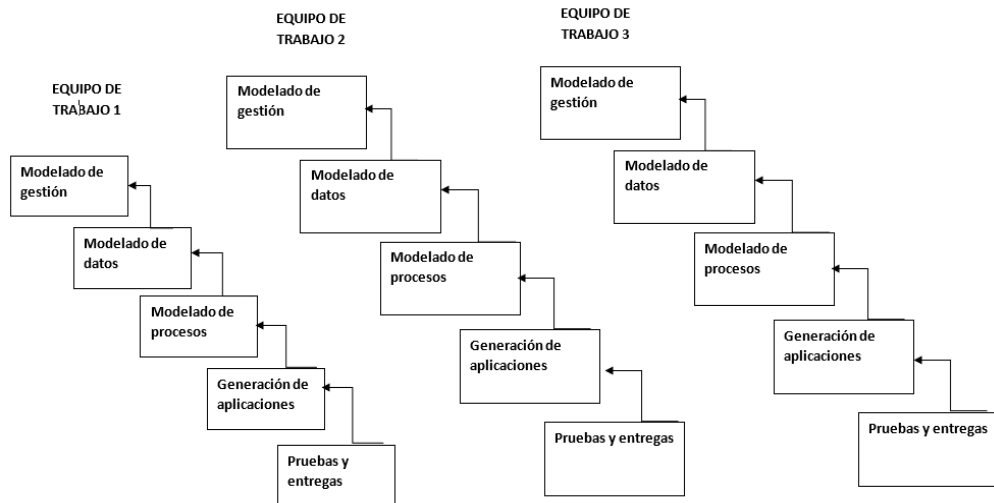 EQUIPO DE
TRABAJO 1
Modelado de
gestión
Modelado de
datos
Modelado de
procesos
Generación de
aplicaciones
Pruebas y
entregas
EQUIPO DE
TRABAJO 2
Modelado de
gestión
Modelado de
datos
Modelado de
procesos
Generación de
aplicaciones
Pruebas y entregas
EQUIPO DE
TRABAJO 3
Modelado de
gestión
Modelado de
datos
Modelado de
procesos
Generación de
aplicaciones
Pruebas y entregas